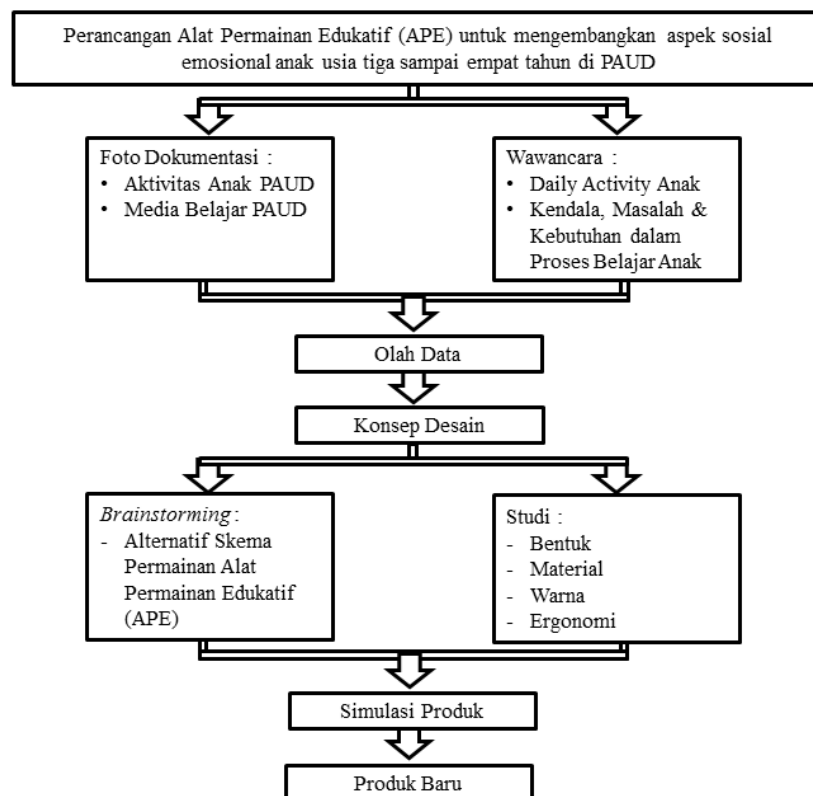 Perancangan Alat Permainan Edukatif (APE) untuk mengembangkan aspek sosial
emosional anak usia tiga sampai empat tahun di PAUD
Foto Dokumentasi :
• Aktivitas Anak PAUD
• Media Belajar PAUD
Wawancara :
• Daily Activity Anak
• Kendala, Masalah &
Kebutuhan dalam
Proses Belajar Anak
Olah Data
Konsep Desain
Brainstorming :
- Alternatif Skema
Permainan Alat
Permainan Edukatif
(APE)
Studi :
- Bentuk
- Material
- Warna
- Ergonomi
Simulasi Produk
Produk Baru